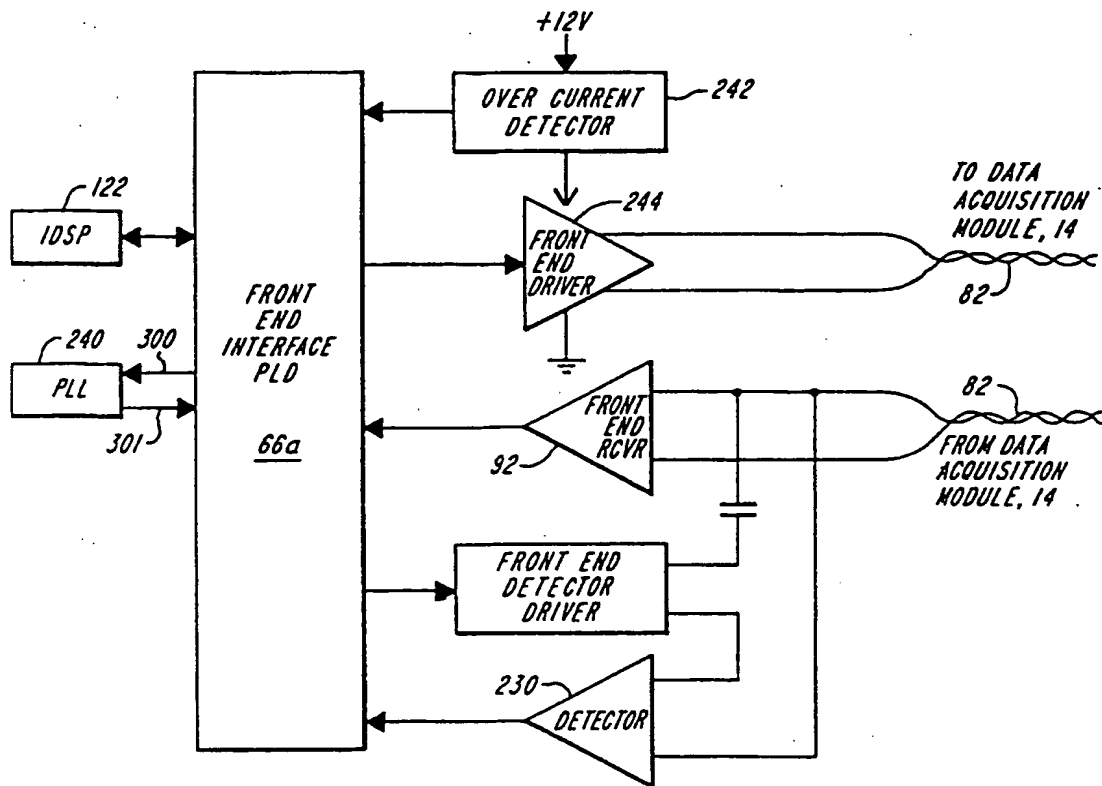 +12V
OVER CURRENT
DETECTOR
242
122
IDSP
240
PLL
300
301
FRONT
END
INTERFACE
PLD
66a
244
FRONT
END
DRIVER
TO DATA
ACQUISITION
MODULE, 14
82
FRONT
END
RCVR
92
82
FROM DATA
ACQUISITION
MODULE, 14
FRONT END
DETECTOR
DRIVER
230
DETECTOR